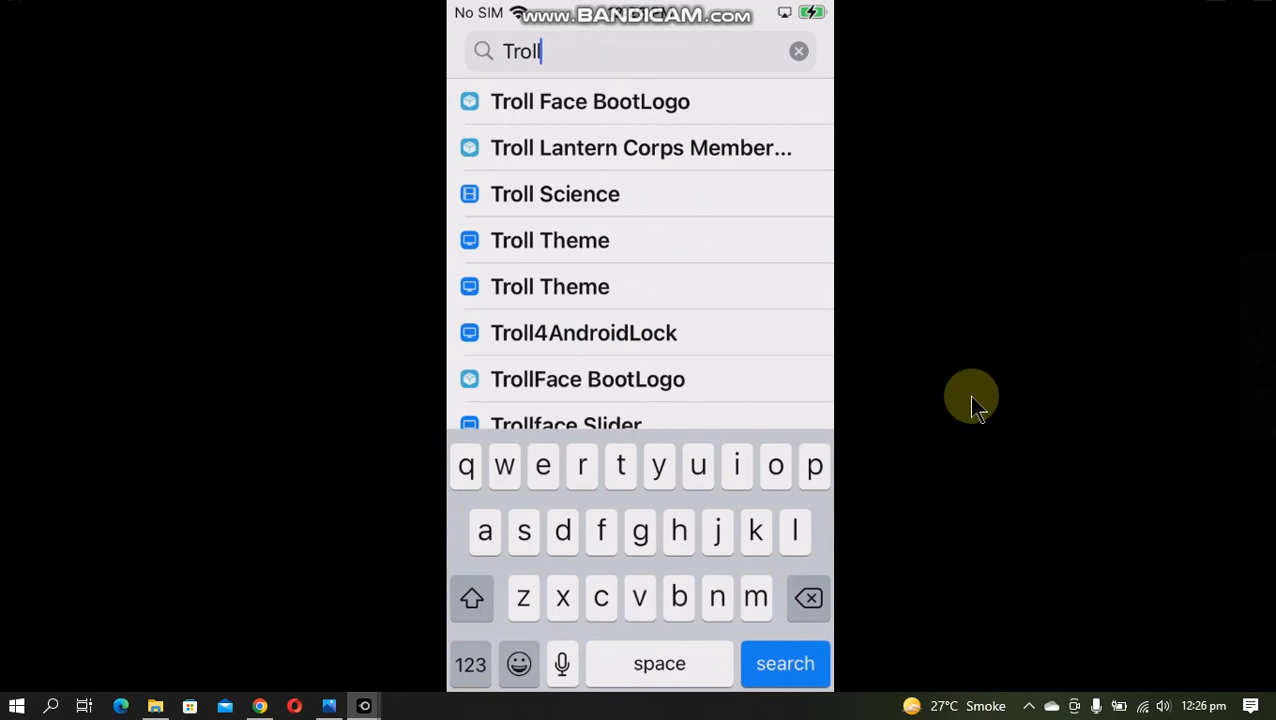 No SIM
www.BANDICAM.com
Troll
Troll Face BootLogo
Troll Lantern Corps Member...
Troll Science
Troll Theme
Troll Theme
Troll4AndroidLock
TrollFace BootLogo
Trollface Slider
q w e r t y u i o p
a s d f g h j k l
z x c v b n m
123 space search
27°C Smoke 12:26 pm